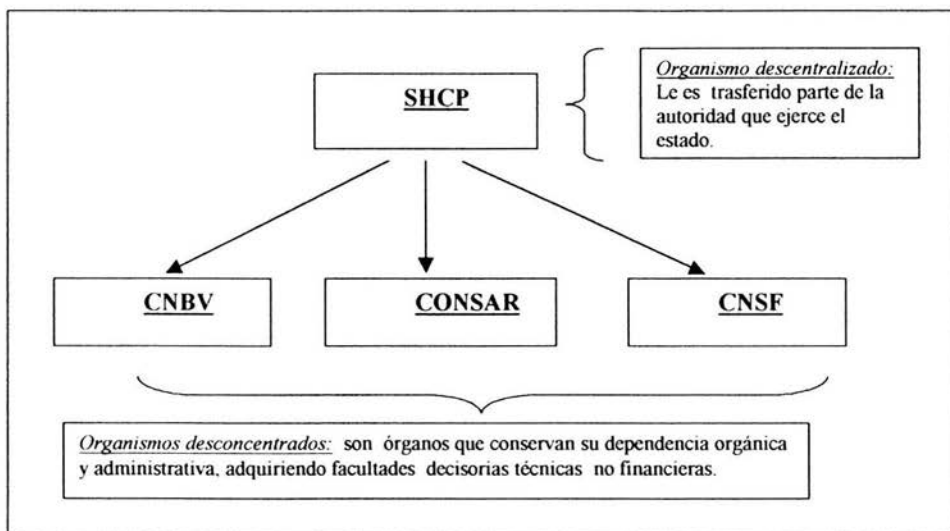 SHCP
Organismo descentralizado:
Le es trasferido parte de la
autoridad que ejerce el
estado.
CNBV
CONSAR
CNSF
Organismos desconcentrados: son órganos que conservan su dependencia orgánica
y administrativa, adquiriendo facultades decisorias técnicas no financieras.